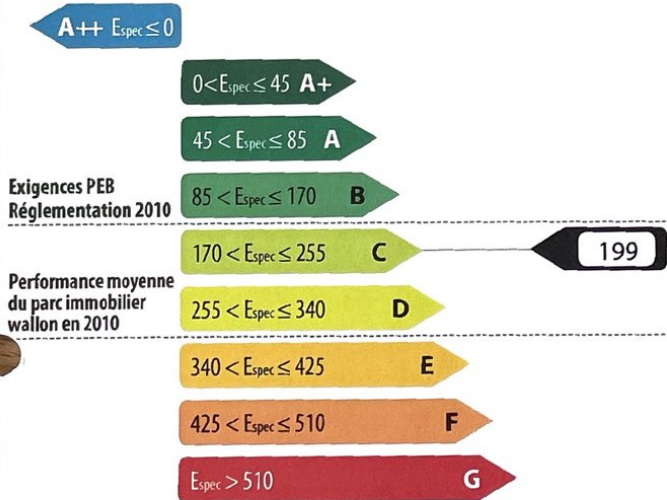 A++ Espec ≤ 0
0 < Espec ≤ 45 A+
45 < Espec ≤ 85 A
Exigences PEB
Réglementation 2010
85 < Espec ≤ 170 B
170 < Espec ≤ 255 C
199
Performance moyenne
du parc immobilier
wallon en 2010
255 < Espec ≤ 340 D
340 < Espec ≤ 425 E
425 < Espec ≤ 510 F
Espec > 510 G